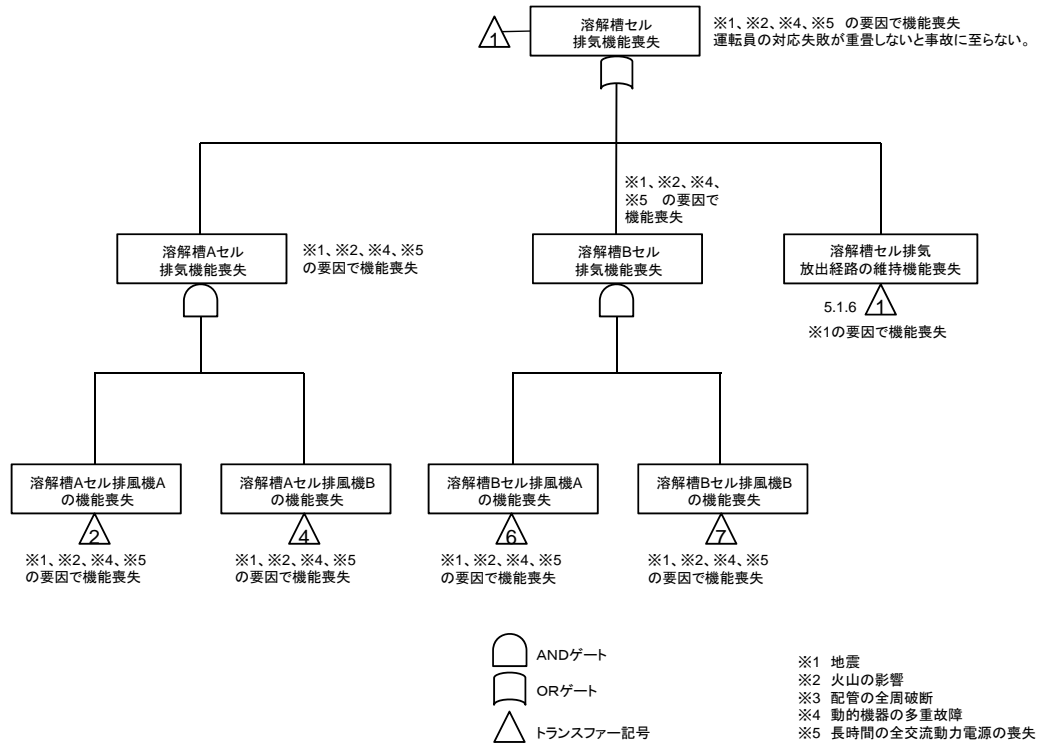 1
溶解槽セル
排気機能喪失
※1、※2、※4、※5 の要因で機能喪失
運転員の対応失敗が重畳しないと事故に至らない。
※1、※2、※4、
※5 の要因で
機能喪失
溶解槽Aセル
排気機能喪失
※1、※2、※4、※5
の要因で機能喪失
溶解槽Bセル
排気機能喪失
溶解槽セル排気
放出経路の維持機能喪失
5.1.6
1
※1の要因で機能喪失
溶解槽Aセル排風機A
の機能喪失
2
※1、※2、※4、※5
の要因で機能喪失
溶解槽Aセル排風機B
の機能喪失
4
※1、※2、※4、※5
の要因で機能喪失
溶解槽Bセル排風機A
の機能喪失
6
※1、※2、※4、※5
の要因で機能喪失
溶解槽Bセル排風機B
の機能喪失
7
※1、※2、※4、※5
の要因で機能喪失
ANDゲート
ORゲート
トランスファー記号
※1 地震
※2 火山の影響
※3 配管の全周破断
※4 動的機器の多重故障
※5 長時間の全交流動力電源の喪失